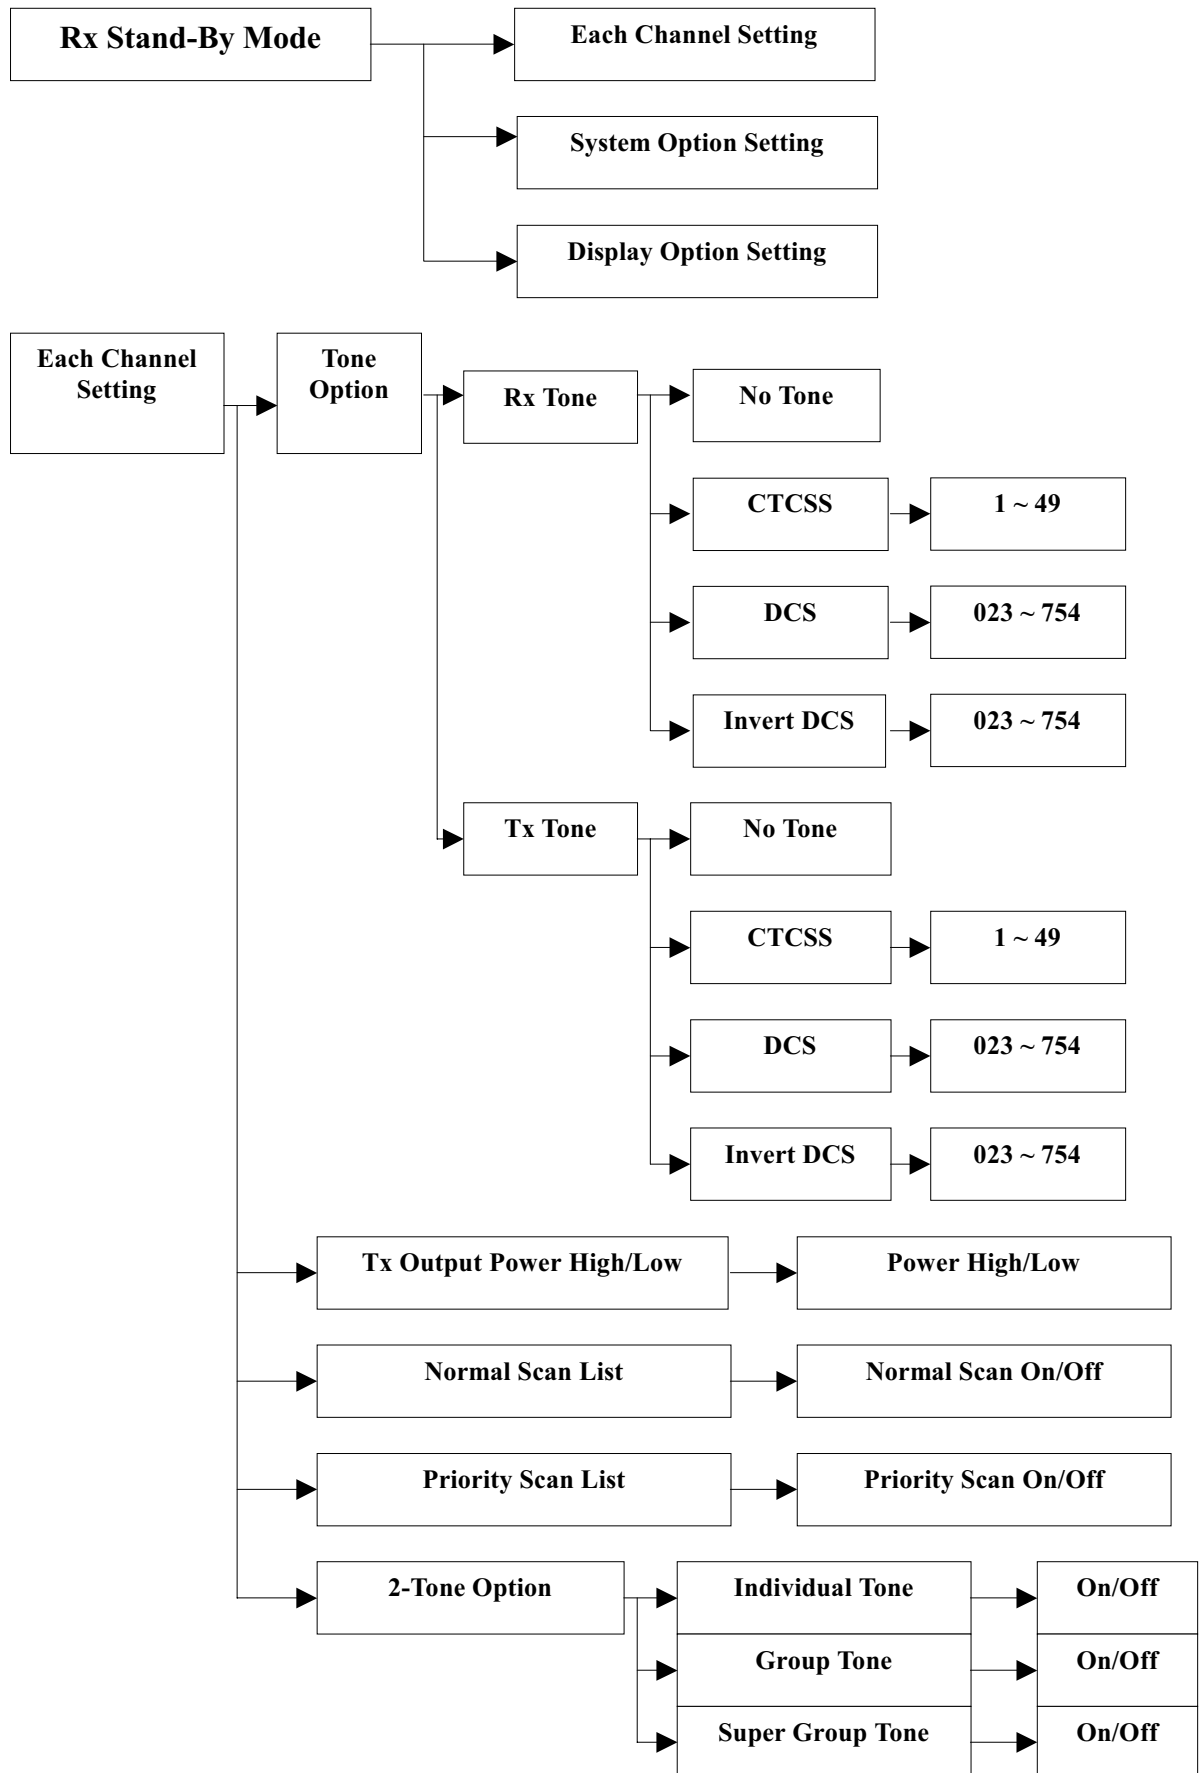 Rx Stand-By Mode
Each Channel Setting
System Option Setting
Display Option Setting
Each Channel
Setting
Tone
Option
Rx Tone
No Tone
CTCSS
1 ~ 49
DCS
023 ~ 754
Invert DCS
023 ~ 754
Tx Tone
No Tone
CTCSS
1 ~ 49
DCS
023 ~ 754
Invert DCS
023 ~ 754
Tx Output Power High/Low
Power High/Low
Normal Scan List
Normal Scan On/Off
Priority Scan List
Priority Scan On/Off
2-Tone Option
Individual Tone
On/Off
Group Tone
On/Off
Super Group Tone
On/Off